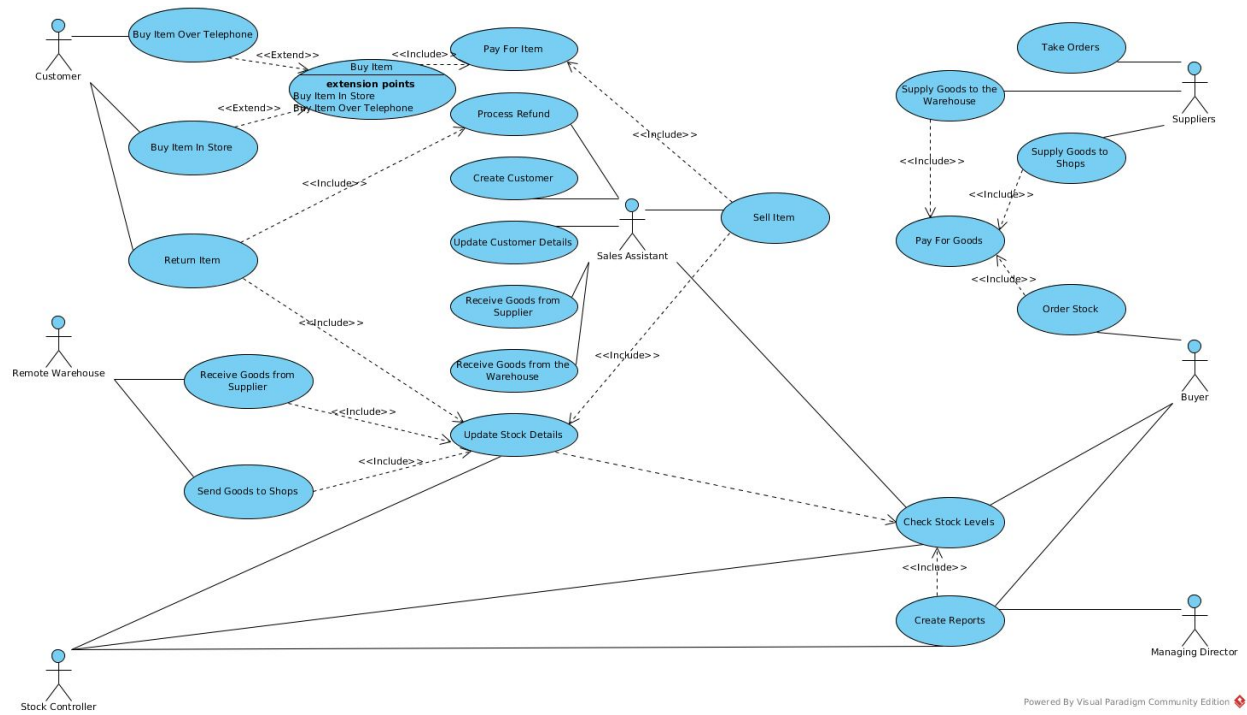 Buy Item Over Telephone
<<Extend>>
<<Include>>
Pay For Item
Customer
Buy Item
extension points
Buy Item In Store
Buy Item Over Telephone
<<Extend>>
Buy Item In Store
Process Refund
<<Include>>
<<Include>>
Create Customer
Return Item
Update Customer Details
Sales Assistant
Sell Item
Receive Goods from
Supplier
<<Include>>
<<Include>>
Receive Goods from the
Warehouse
Take Orders
Supply Goods to the
Warehouse
Suppliers
Supply Goods to
Shops
<<Include>>
<<Include>>
Pay For Goods
<<Include>>
Order Stock
Buyer
Remote Warehouse
Receive Goods from
Supplier
<<Include>>
Update Stock Details
<<Include>>
Send Goods to Shops
Check Stock Levels
<<Include>>
Create Reports
Managing Director
Stock Controller
Powered By Visual Paradigm Community Edition